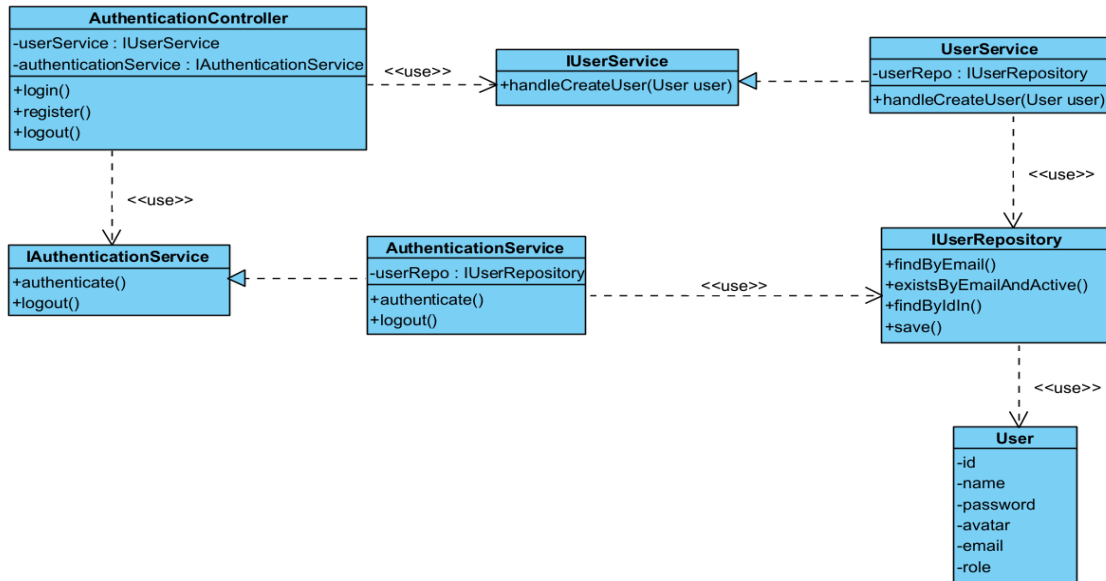 AuthenticationController
-userService : IUserService
-authenticationService : IAuthenticationService
+login()
+register()
+logout()
<<use>>
IUserService
+handleCreateUser(User user)
UserService
-userRepo : IUserRepository
+handleCreateUser(User user)
<<use>>
<<use>>
IAuthenticationService
+authenticate()
+logout()
AuthenticationService
-userRepo : IUserRepository
+authenticate()
+logout()
<<use>>
IUserRepository
+findByEmail()
+existsByEmailAndActive()
+findByIdIn()
+save()
<<use>>
User
-id
-name
-password
-avatar
-email
-role